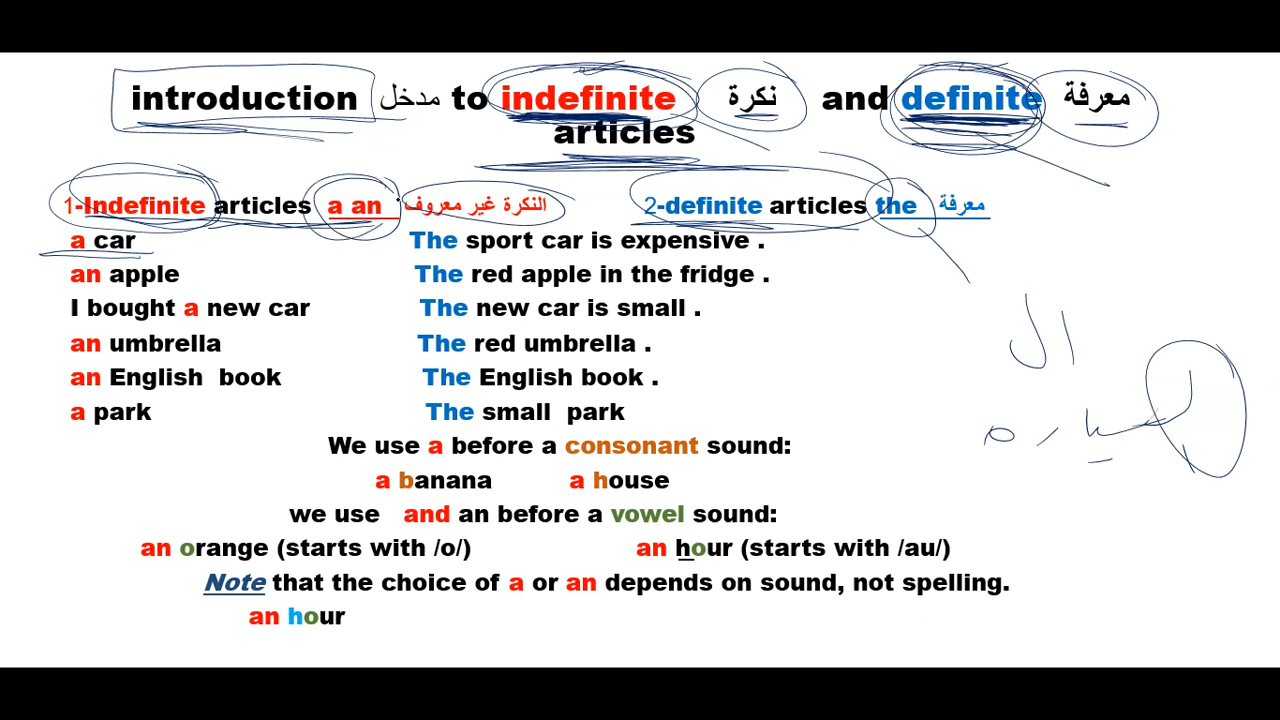 introduction مدخل to indefinite نكرة and definite معرفة
articles
1-Indefinite articles a an النكرة غير معروف 2-definite articles the معرفة
a car The sport car is expensive .
an apple The red apple in the fridge .
I bought a new car The new car is small .
an umbrella The red umbrella .
an English book The English book .
a park The small park
ال
السياره
We use a before a consonant sound:
a banana a house
we use and an before a vowel sound:
an orange (starts with /o/) an hour (starts with /au/)
Note that the choice of a or an depends on sound, not spelling.
an hour